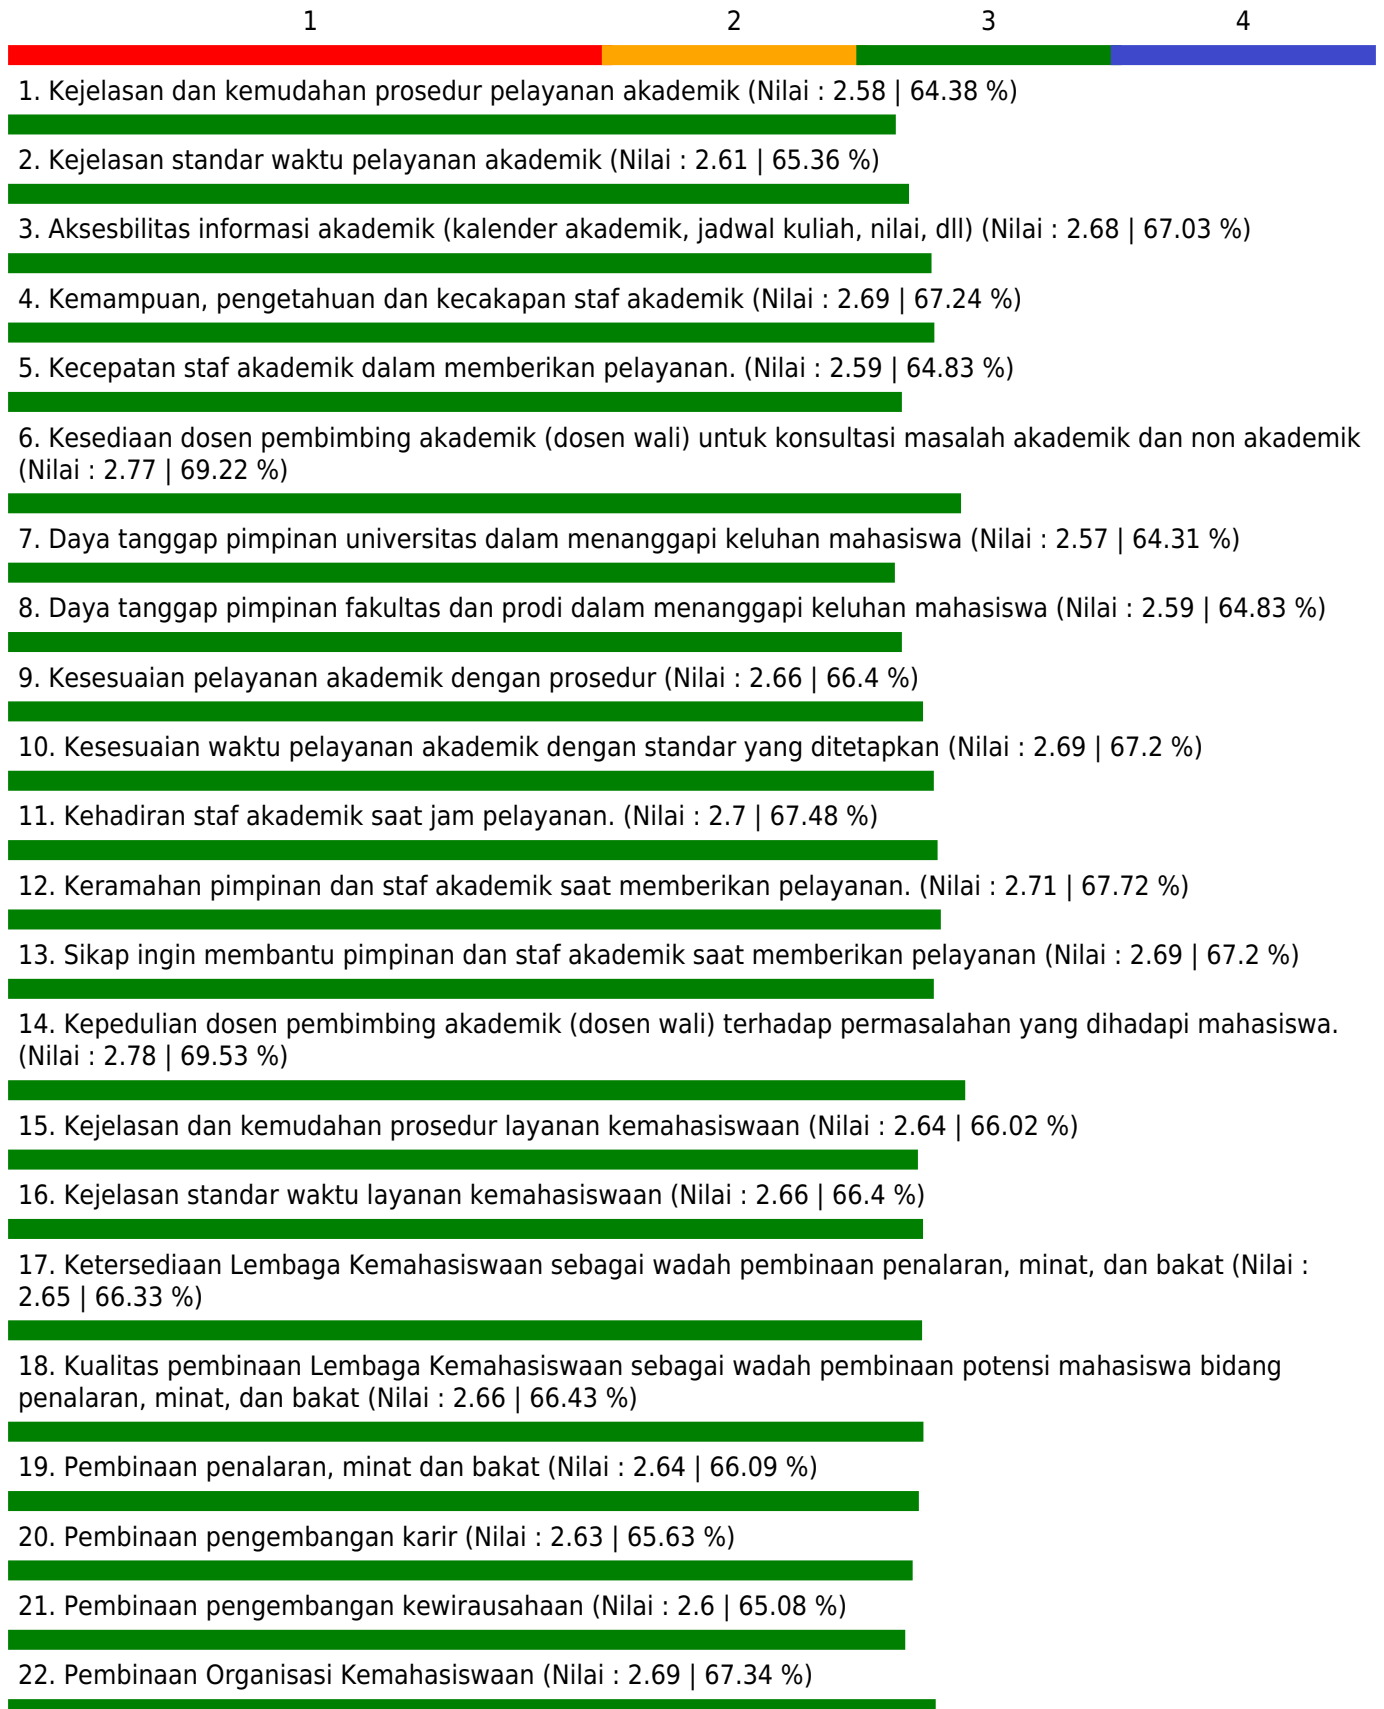 1 2 3 4
1. Kejelasan dan kemudahan prosedur pelayanan akademik (Nilai : 2.58 | 64.38 %)
2. Kejelasan standar waktu pelayanan akademik (Nilai : 2.61 | 65.36 %)
3. Aksesbilitas informasi akademik (kalender akademik, jadwal kuliah, nilai, dll) (Nilai : 2.68 | 67.03 %)
4. Kemampuan, pengetahuan dan kecakapan staf akademik (Nilai : 2.69 | 67.24 %)
5. Kecepatan staf akademik dalam memberikan pelayanan. (Nilai : 2.59 | 64.83 %)
6. Kesediaan dosen pembimbing akademik (dosen wali) untuk konsultasi masalah akademik dan non akademik
(Nilai : 2.77 | 69.22 %)
7. Daya tanggap pimpinan universitas dalam menanggapi keluhan mahasiswa (Nilai : 2.57 | 64.31 %)
8. Daya tanggap pimpinan fakultas dan prodi dalam menanggapi keluhan mahasiswa (Nilai : 2.59 | 64.83 %)
9. Kesesuaian pelayanan akademik dengan prosedur (Nilai : 2.66 | 66.4 %)
10. Kesesuaian waktu pelayanan akademik dengan standar yang ditetapkan (Nilai : 2.69 | 67.2 %)
11. Kehadiran staf akademik saat jam pelayanan. (Nilai : 2.7 | 67.48 %)
12. Keramahan pimpinan dan staf akademik saat memberikan pelayanan. (Nilai : 2.71 | 67.72 %)
13. Sikap ingin membantu pimpinan dan staf akademik saat memberikan pelayanan (Nilai : 2.69 | 67.2 %)
14. Kepedulian dosen pembimbing akademik (dosen wali) terhadap permasalahan yang dihadapi mahasiswa.
(Nilai : 2.78 | 69.53 %)
15. Kejelasan dan kemudahan prosedur layanan kemahasiswaan (Nilai : 2.64 | 66.02 %)
16. Kejelasan standar waktu layanan kemahasiswaan (Nilai : 2.66 | 66.4 %)
17. Ketersediaan Lembaga Kemahasiswaan sebagai wadah pembinaan penalaran, minat, dan bakat (Nilai :
2.65 | 66.33 %)
18. Kualitas pembinaan Lembaga Kemahasiswaan sebagai wadah pembinaan potensi mahasiswa bidang
penalaran, minat, dan bakat (Nilai : 2.66 | 66.43 %)
19. Pembinaan penalaran, minat dan bakat (Nilai : 2.64 | 66.09 %)
20. Pembinaan pengembangan karir (Nilai : 2.63 | 65.63 %)
21. Pembinaan pengembangan kewirausahaan (Nilai : 2.6 | 65.08 %)
22. Pembinaan Organisasi Kemahasiswaan (Nilai : 2.69 | 67.34 %)